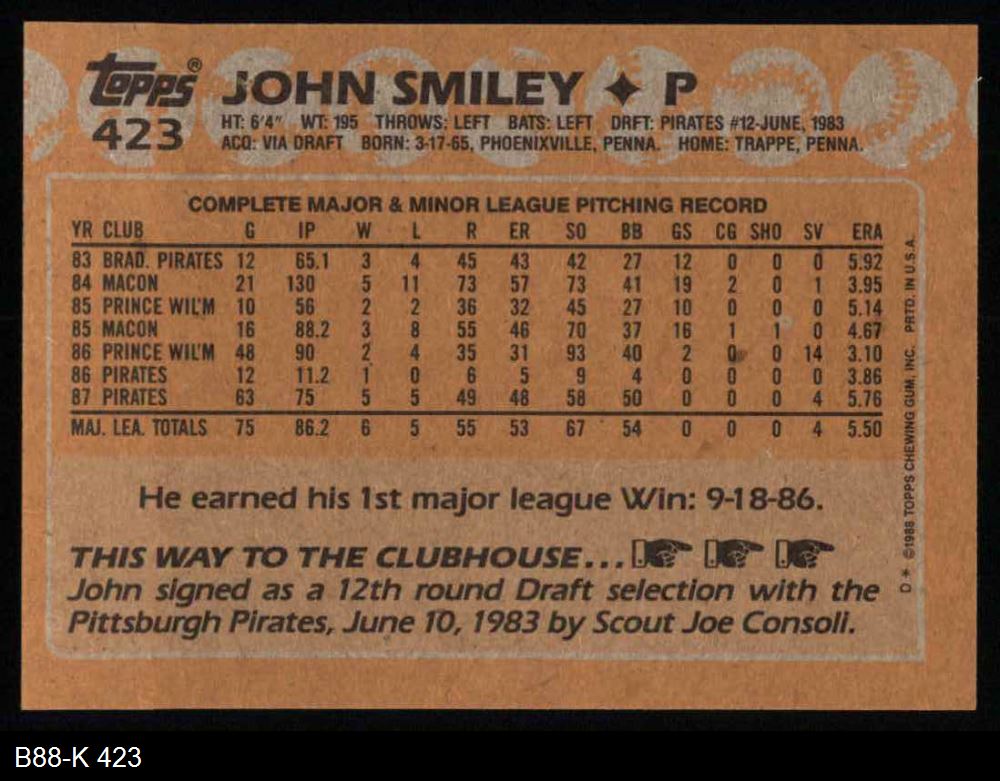 topps® JOHN SMILEY ✦ P
423
HT: 6'4" WT: 195 THROWS: LEFT BATS: LEFT DRFT: PIRATES #12-JUNE, 1983
ACQ: VIA DRAFT BORN: 3-17-65, PHOENIXVILLE, PENNA. HOME: TRAPPE, PENNA.
COMPLETE MAJOR & MINOR LEAGUE PITCHING RECORD
YR CLUB G IP W L R ER SO BB GS CG SHO SV ERA
83 BRAD. PIRATES 12 65.1 3 4 45 43 42 27 12 0 0 0 5.92
84 MACON 21 130 5 11 73 57 73 41 19 2 0 1 3.95
85 PRINCE WIL'M 10 56 2 2 36 32 45 27 10 0 0 0 5.14
85 MACON 16 88.2 3 8 55 46 70 37 16 1 1 0 4.67
86 PRINCE WIL'M 48 90 2 4 35 31 93 40 2 0 0 14 3.10
86 PIRATES 12 11.2 1 0 6 5 9 4 0 0 0 0 3.86
87 PIRATES 63 75 5 5 49 48 58 50 0 0 0 4 5.76
MAJ. LEA. TOTALS 75 86.2 6 5 55 53 67 54 0 0 0 4 5.50
He earned his 1st major league Win: 9-18-86.
THIS WAY TO THE CLUBHOUSE...
John signed as a 12th round Draft selection with the
Pittsburgh Pirates, June 10, 1983 by Scout Joe Consoli.
D* ©1988 TOPPS CHEWING GUM, INC. PRTD. IN U.S.A.
B88-K 423